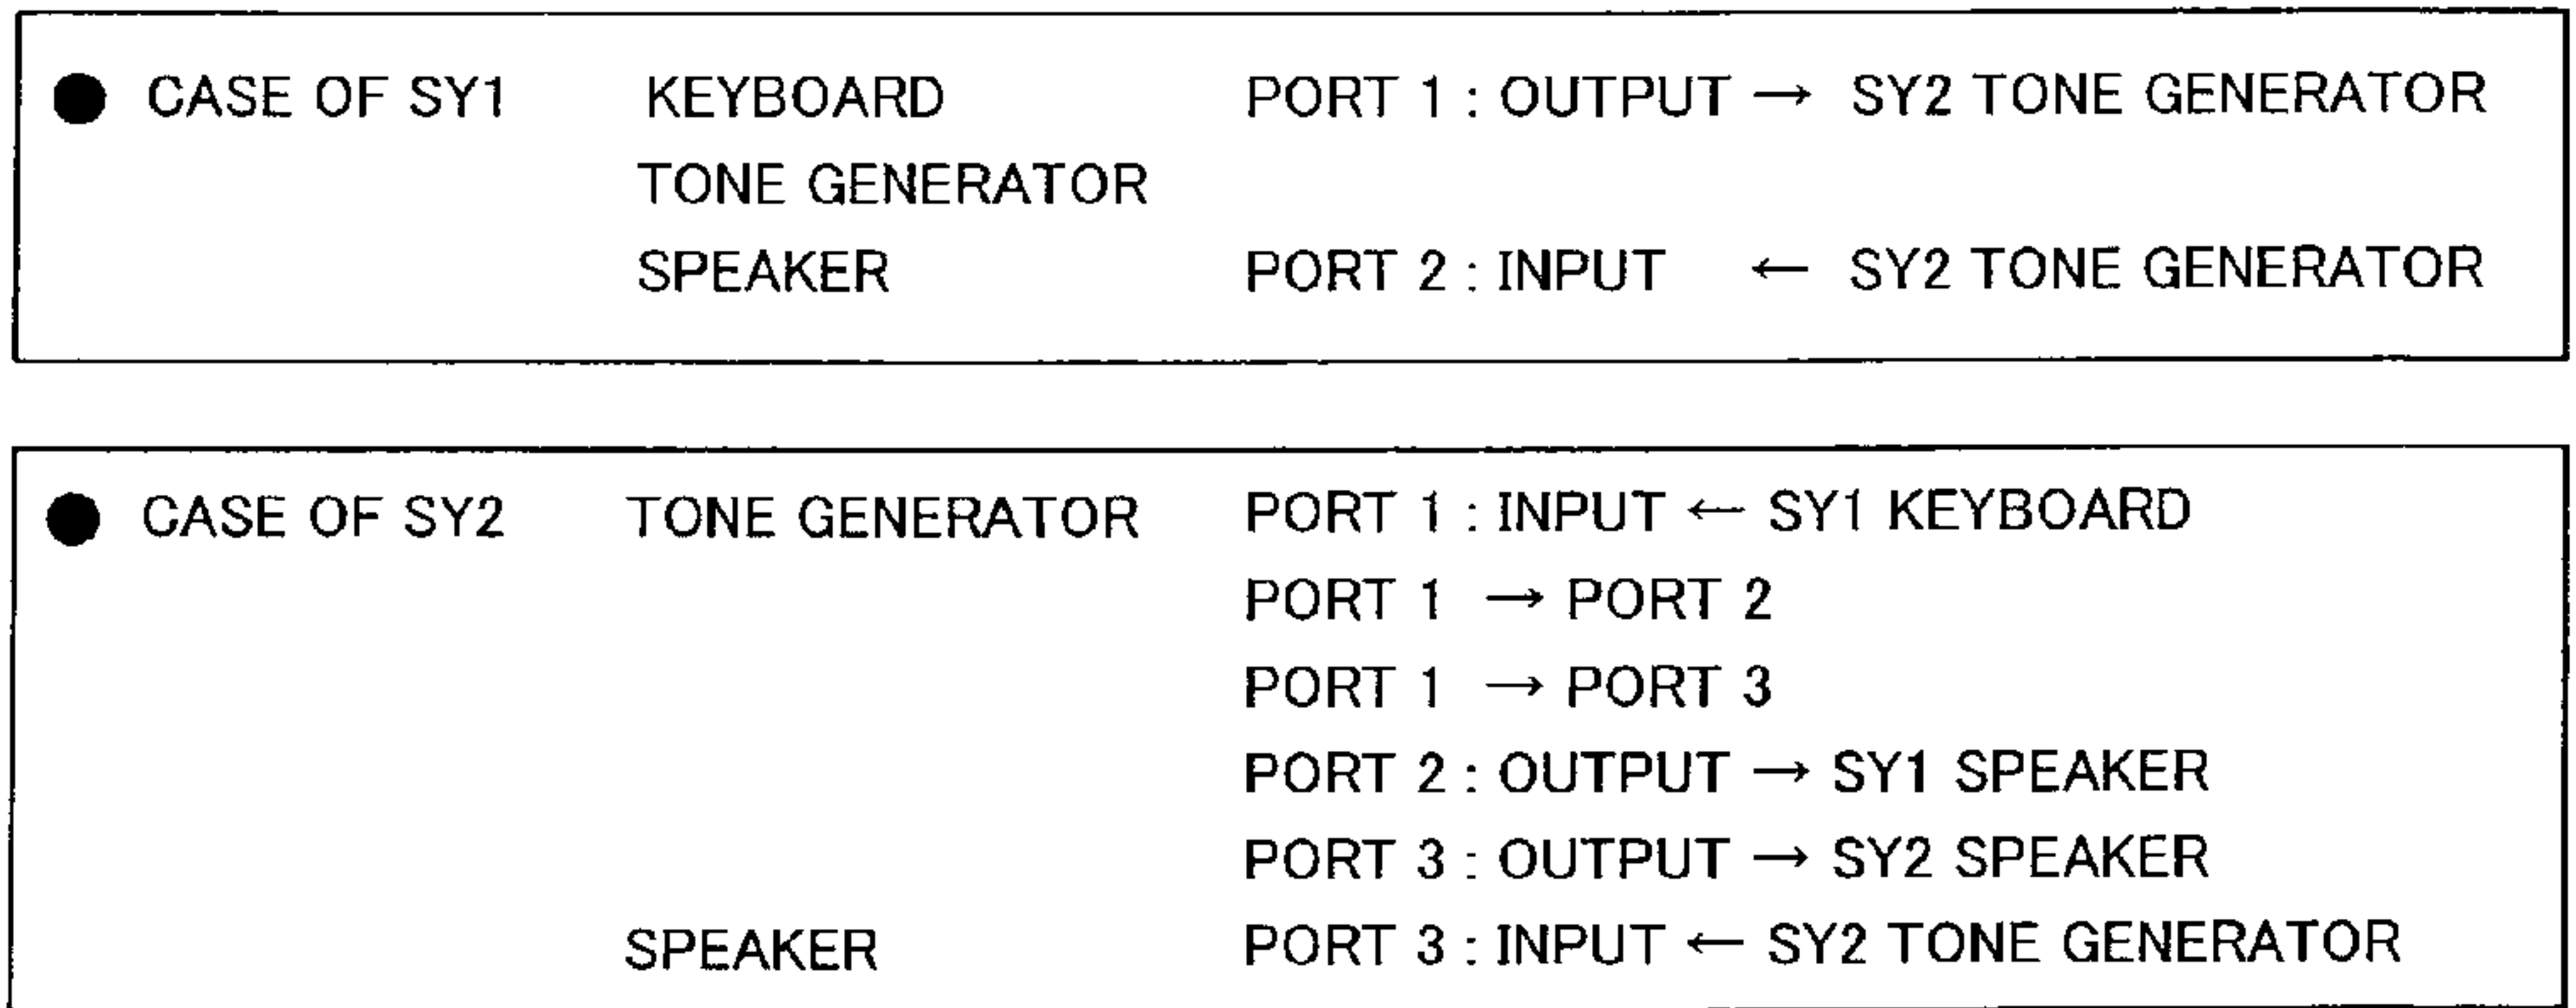 ● CASE OF SY1 KEYBOARD PORT 1 : OUTPUT → SY2 TONE GENERATOR
TONE GENERATOR
SPEAKER PORT 2 : INPUT ← SY2 TONE GENERATOR
● CASE OF SY2 TONE GENERATOR PORT 1 : INPUT ← SY1 KEYBOARD
PORT 1 → PORT 2
PORT 1 → PORT 3
PORT 2 : OUTPUT → SY1 SPEAKER
PORT 3 : OUTPUT → SY2 SPEAKER
SPEAKER PORT 3 : INPUT ← SY2 TONE GENERATOR